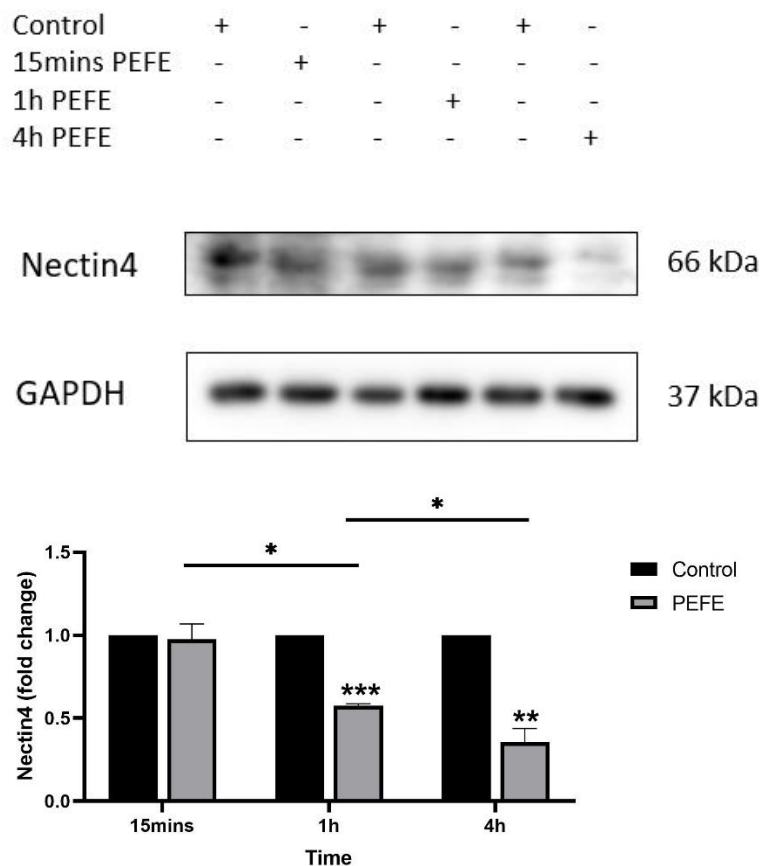 Control + - + - + -
15mins PEFE - + - - - -
1h PEFE - - - + - -
4h PEFE - - - - - +
Nectin4 66 kDa
GAPDH 37 kDa
*
*
1.5
1.0
0.5
0.0
Nectin4 (fold change)
***
**
Control
PEFE
15mins 1h 4h
Time